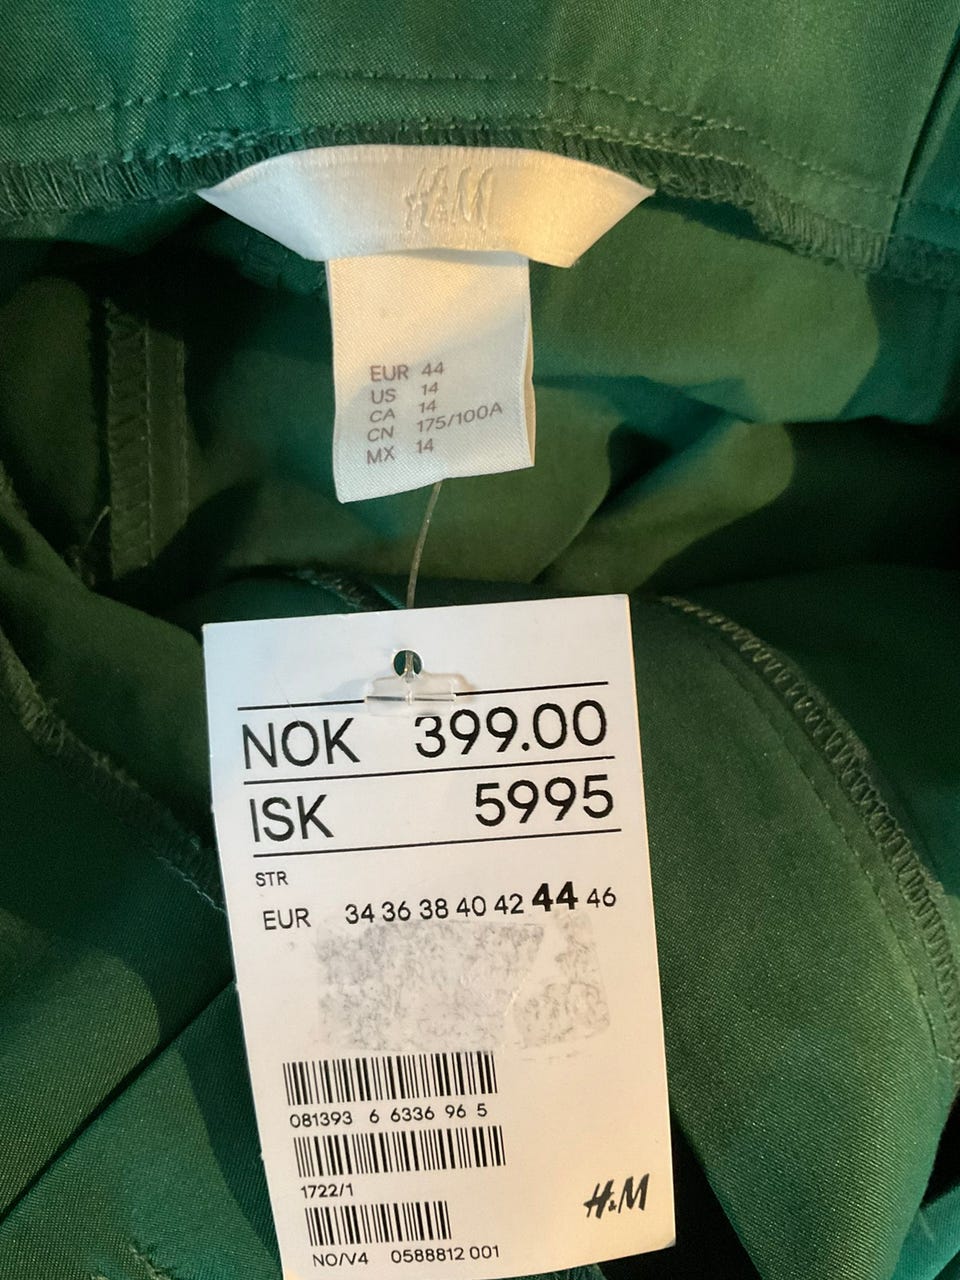 H&M
EUR 44
US 14
CA 14
CN 175/100A
MX 14
NOK 399.00
ISK 5995
STR
EUR 34 36 38 40 42 44 46
081393 6 6336 96 5
1722/1
H&M
NO/V4 0588812 001